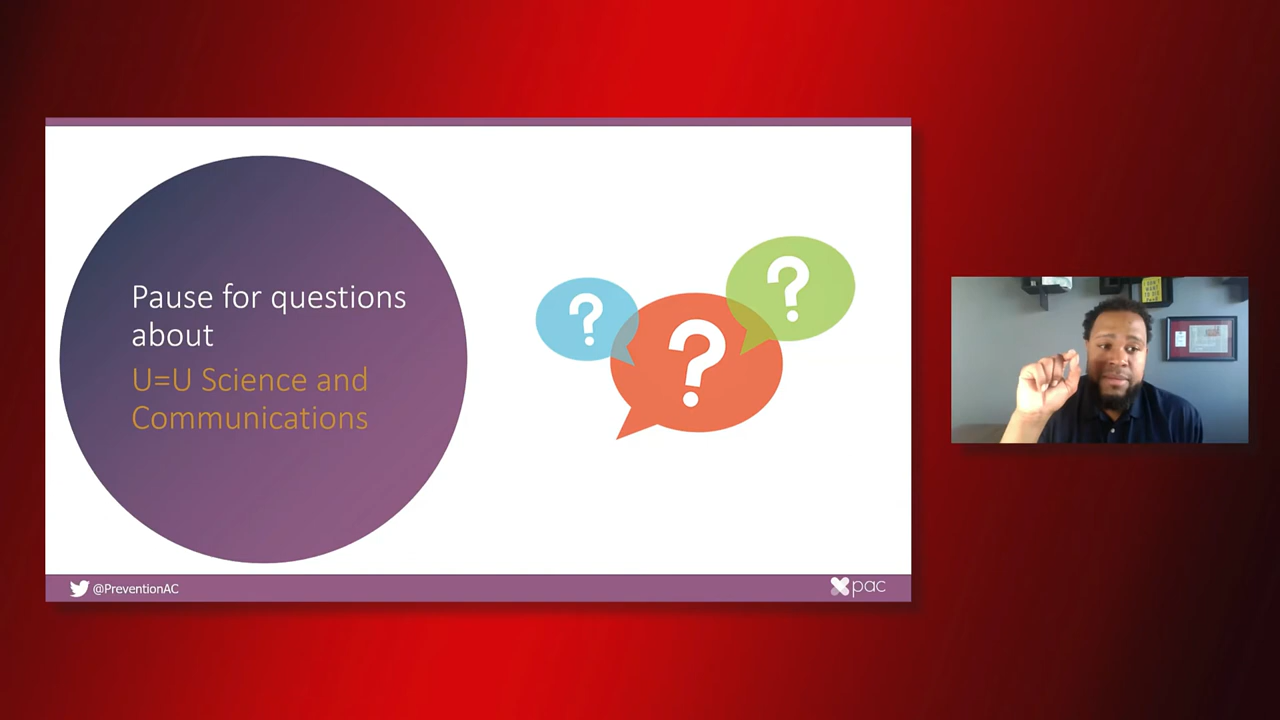 Pause for questions
about
U=U Science and
Communications
?
?
?
@PreventionAC
pac